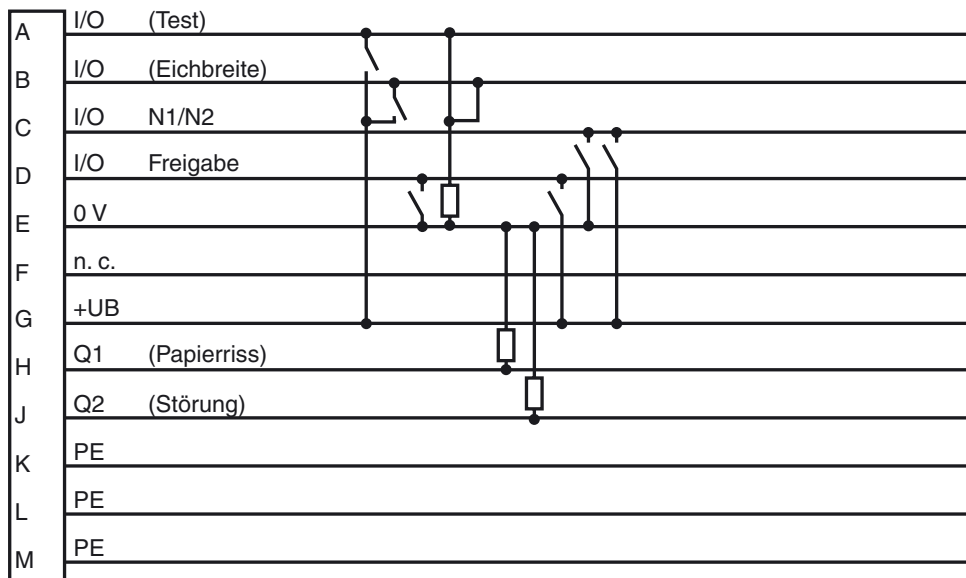 A I/O (Test)
B I/O (Eichbreite)
C I/O N1/N2
D I/O Freigabe
E 0 V
F n. c.
G +UB
H Q1 (Papierriss)
J Q2 (Störung)
K PE
L PE
M PE